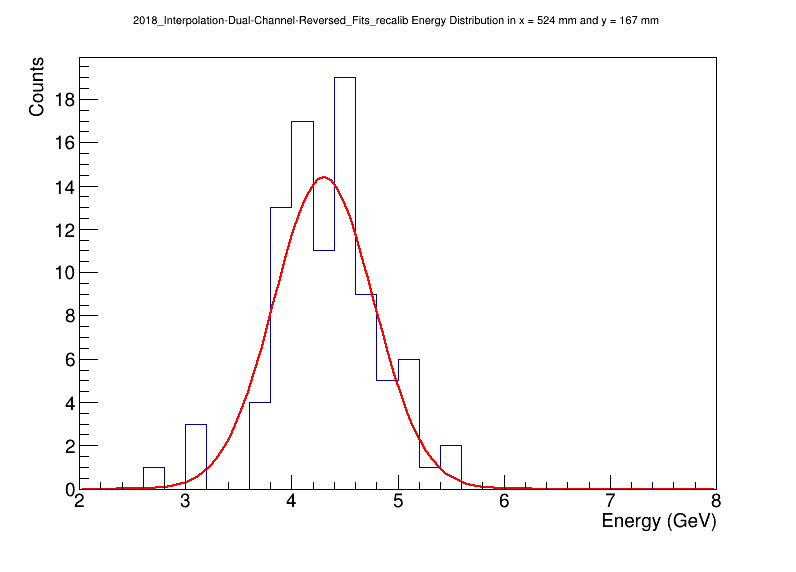 2018_Interpolation-Dual-Channel-Reversed_Fits_recalib Energy Distribution in x = 524 mm and y = 167 mm
Counts
18
16
14
12
10
8
6
4
2
0
2 3 4 5 6 7 8
Energy (GeV)